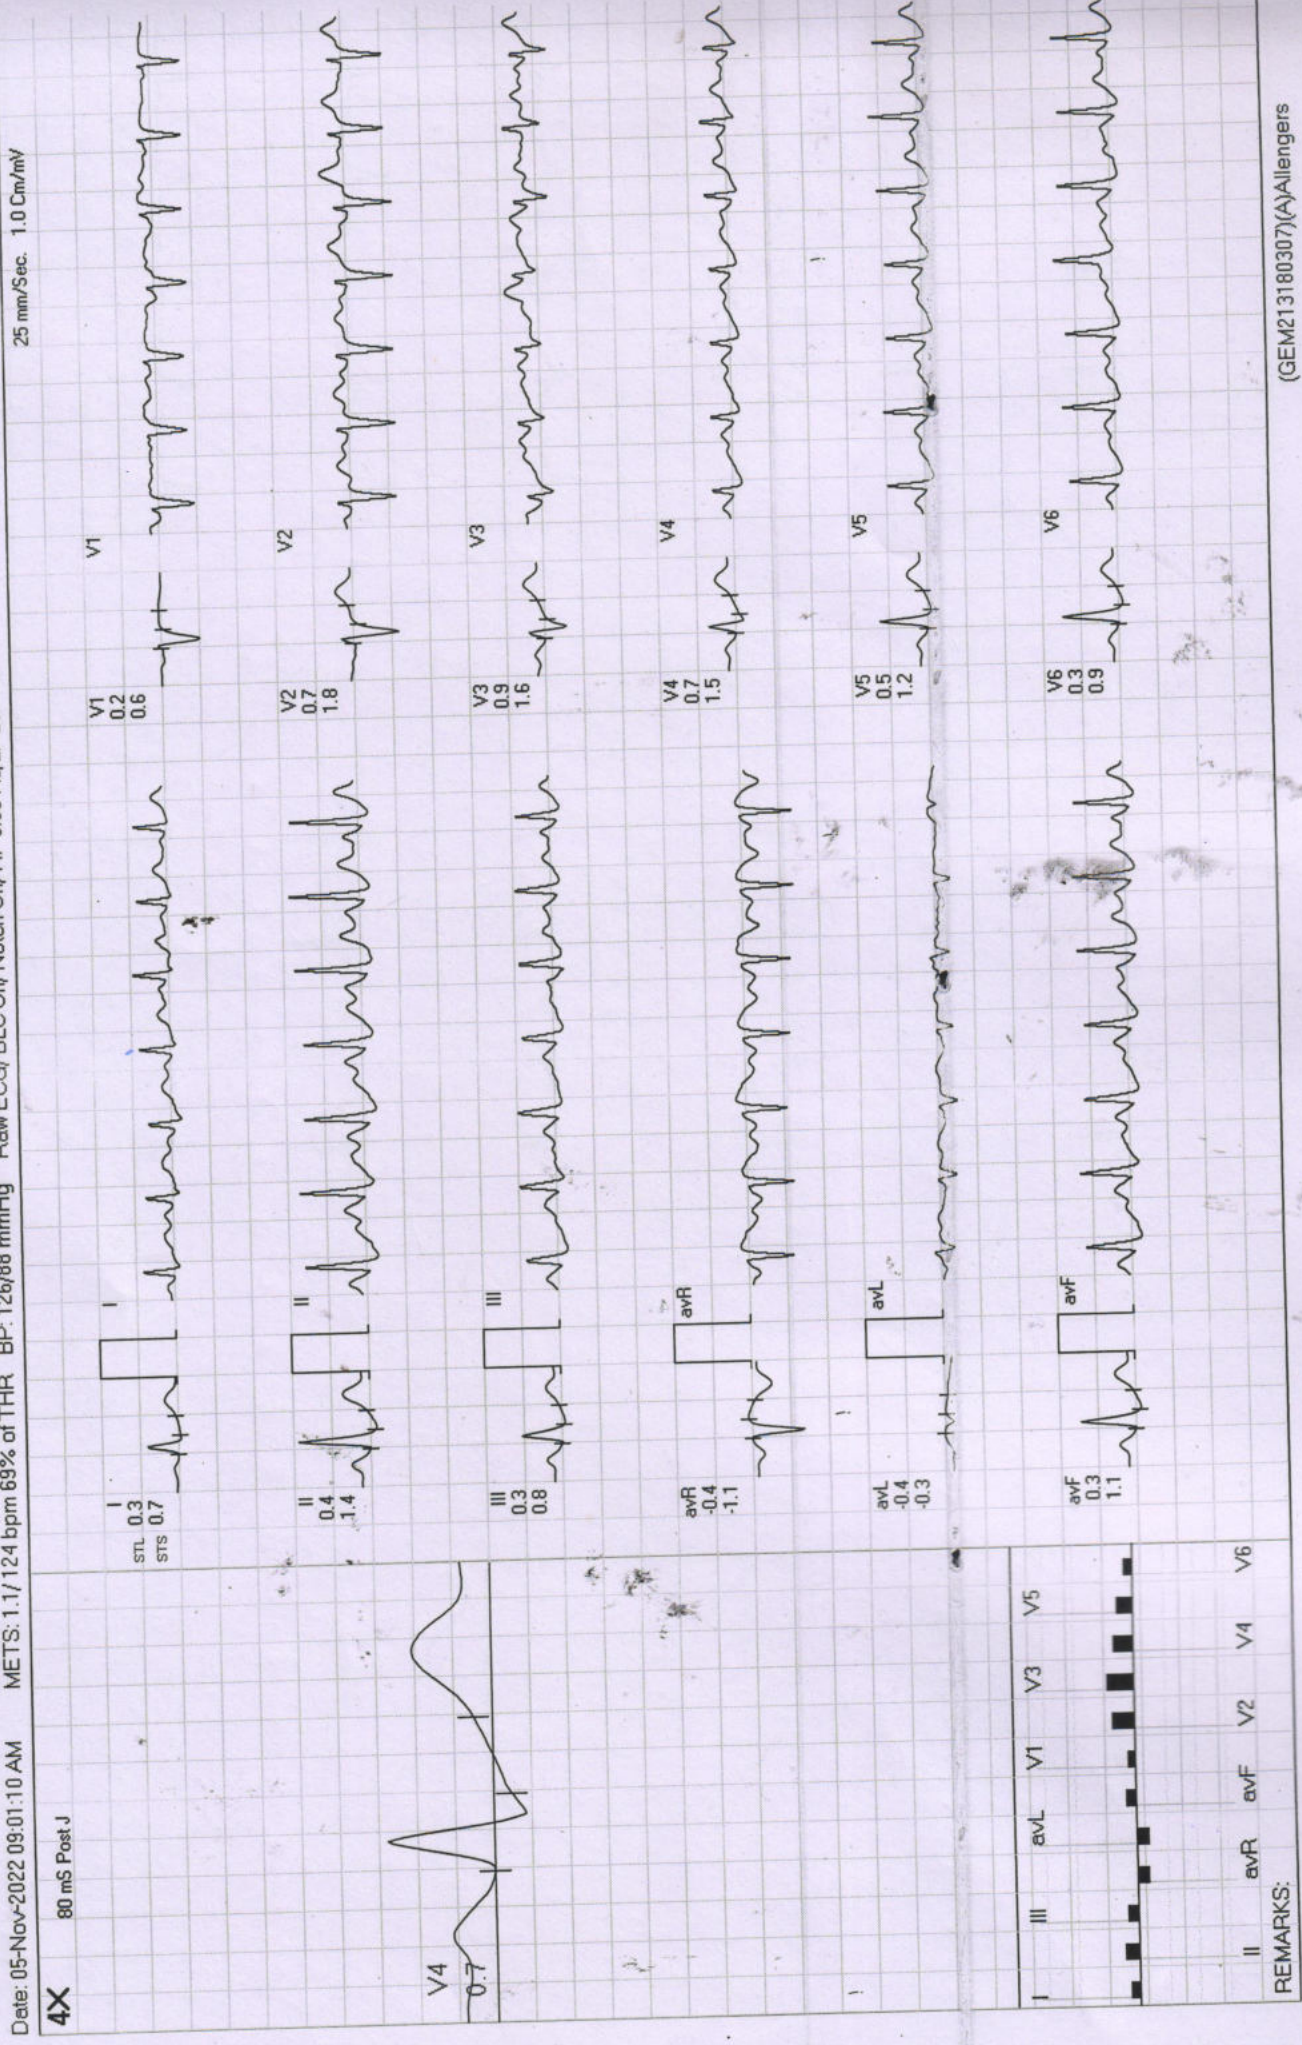 Date: 05-Nov-2022 09:01:10 AM METS: 1.1/ 124 bpm 69% of THR BP: 126/88 mmHg Raw ECG/ BLC On/ Notch On/
25 mm/Sec. 1.0 Cm/mV
4X
80 mS Post J
V4
0.7
I
STL 0.3
STS 0.7
I
V1
0.2
0.6
V1
II
0.4
1.4
II
V2
0.7
1.8
V2
III
0.3
0.8
III
V3
0.9
1.6
V3
avR
-0.4
-1.1
avR
V4
0.7
1.5
V4
avL
-0.4
-0.3
avL
V5
0.5
1.2
V5
avF
0.3
1.1
avF
V6
0.3
0.9
V6
I III avL V1 V3 V5
II avR avF V2 V4 V6
REMARKS:
(GEM213180307)(A)Allengers